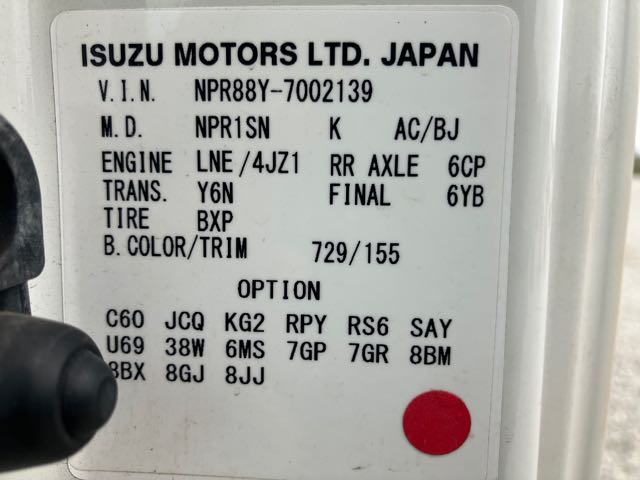 ISUZU MOTORS LTD. JAPAN
V.I.N. NPR88Y-7002139
M.D. NPR1SN K AC/BJ
ENGINE LNE/4JZ1 RR AXLE 6CP
TRANS. Y6N FINAL 6YB
TIRE BXP
B.COLOR/TRIM 729/155
OPTION
C60 JCQ KG2 RPY RS6 SAY
U69 38W 6MS 7GP 7GR 8BM
8BX 8GJ 8JJ